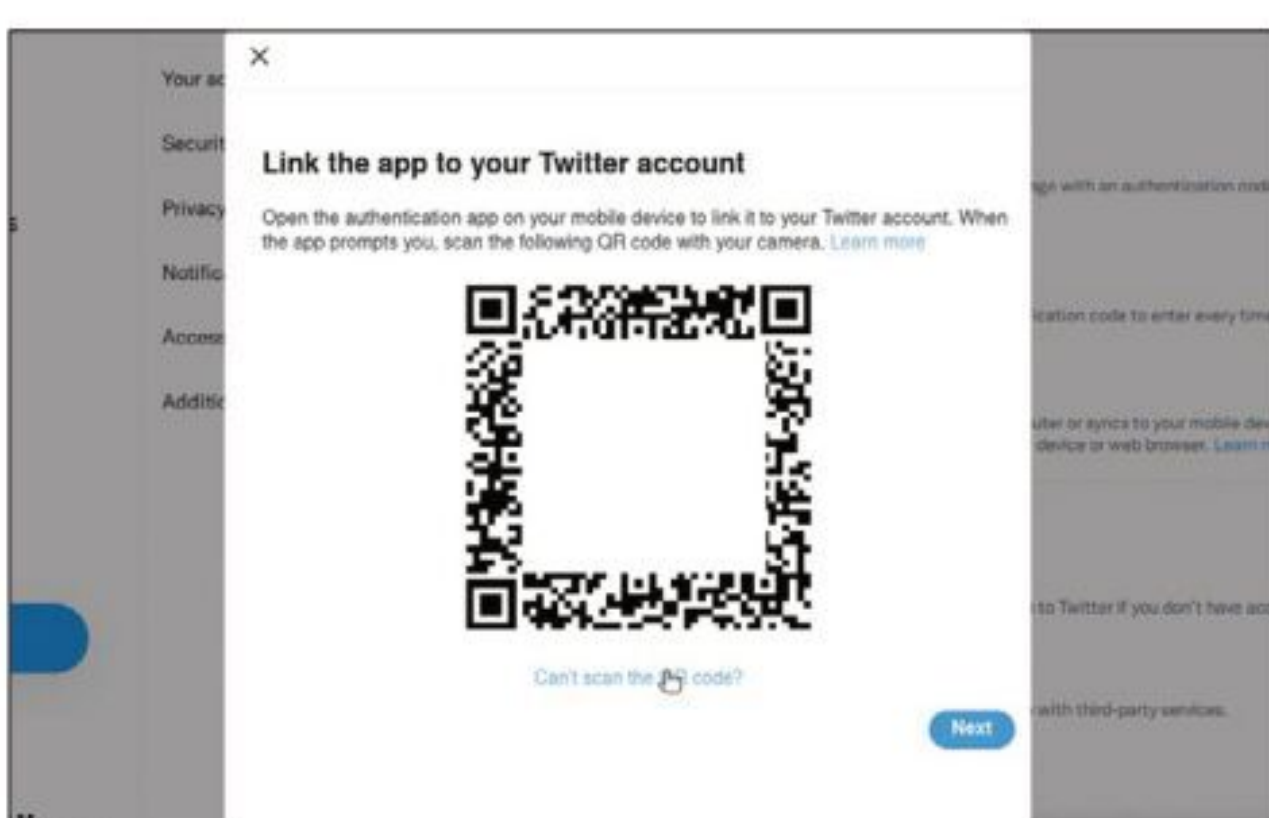 Your ac
Securit
Privacy
Notific
Access
Additic
Link the app to your Twitter account
Open the authentication app on your mobile device to link it to your Twitter account. When
the app prompts you, scan the following QR code with your camera. Learn more
Can't scan the QR code?
Next
with an authentication
ication code to enter every time
or syncs to your mobile
device or web browser. Learn
to Twitter if you don't have acc
with third-party services.